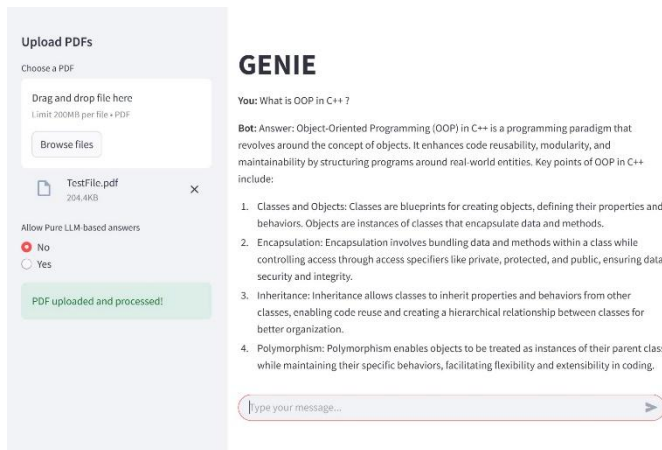 Upload PDFs
Choose a PDF
Drag and drop file here
Limit 200MB per file • PDF
Browse files
TestFile.pdf
204.4KB
Allow Pure LLM-based answers
No
Yes
PDF uploaded and processed!
GENIE
You: What is OOP in C++ ?
Bot: Answer: Object-Oriented Programming (OOP) in C++ is a programming paradigm that
revolves around the concept of objects. It enhances code reusability, modularity, and
maintainability by structuring programs around real-world entities. Key points of OOP in C++
include:
1. Classes and Objects: Classes are blueprints for creating objects, defining their properties and
behaviors. Objects are instances of classes that encapsulate data and methods.
2. Encapsulation: Encapsulation involves bundling data and methods within a class while
controlling access through access specifiers like private, protected, and public, ensuring data
security and integrity.
3. Inheritance: Inheritance allows classes to inherit properties and behaviors from other
classes, enabling code reuse and creating a hierarchical relationship between classes for
better organization.
4. Polymorphism: Polymorphism enables objects to be treated as instances of their parent class
while maintaining their specific behaviors, facilitating flexibility and extensibility in coding.
Type your message...